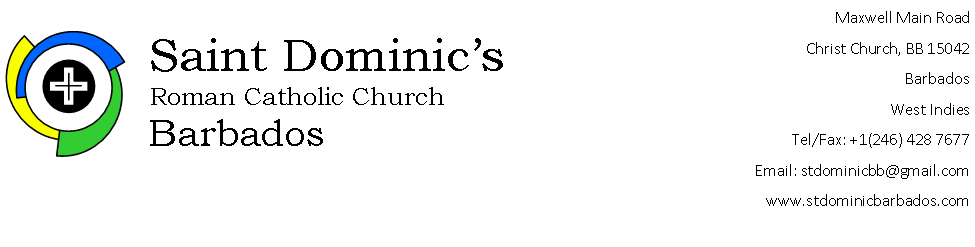 Saint Dominic's
Roman Catholic Church
Barbados
Maxwell Main Road
Christ Church, BB 15042
Barbados
West Indies
Tel/Fax: +1(246) 428 7677
Email: stdominicbb@gmail.com
www.stdominicbarbados.com